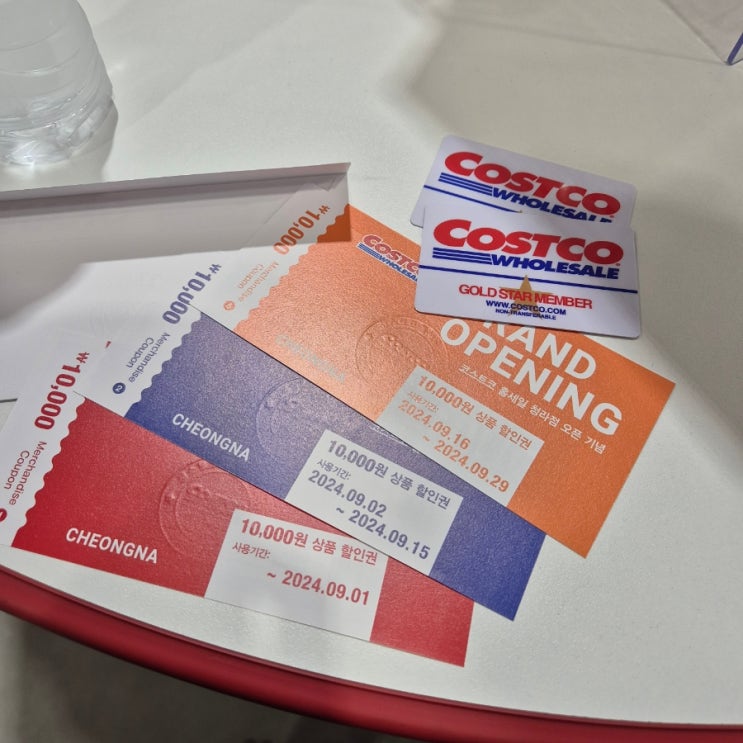 COSTCO
WHOLESALE
COSTCO
WHOLESALE
GOLD STAR MEMBER
WWW.COSTCO.COM
NON-TRANSFERABLE
₩10,000
Merchandise
Coupon
COSTCO
WHOLESALE
GRAND
OPENING
코스트코 홀세일 청라점 오픈 기념
CHEONGNA
10,000원 상품 할인권
사용기간:
2024.09.16
~ 2024.09.29
₩10,000
Merchandise
Coupon
2
CHEONGNA
10,000원 상품 할인권
사용기간:
2024.09.02
~ 2024.09.15
₩10,000
Merchandise
Coupon
CHEONGNA
10,000원 상품 할인권
사용기간:
~ 2024.09.01